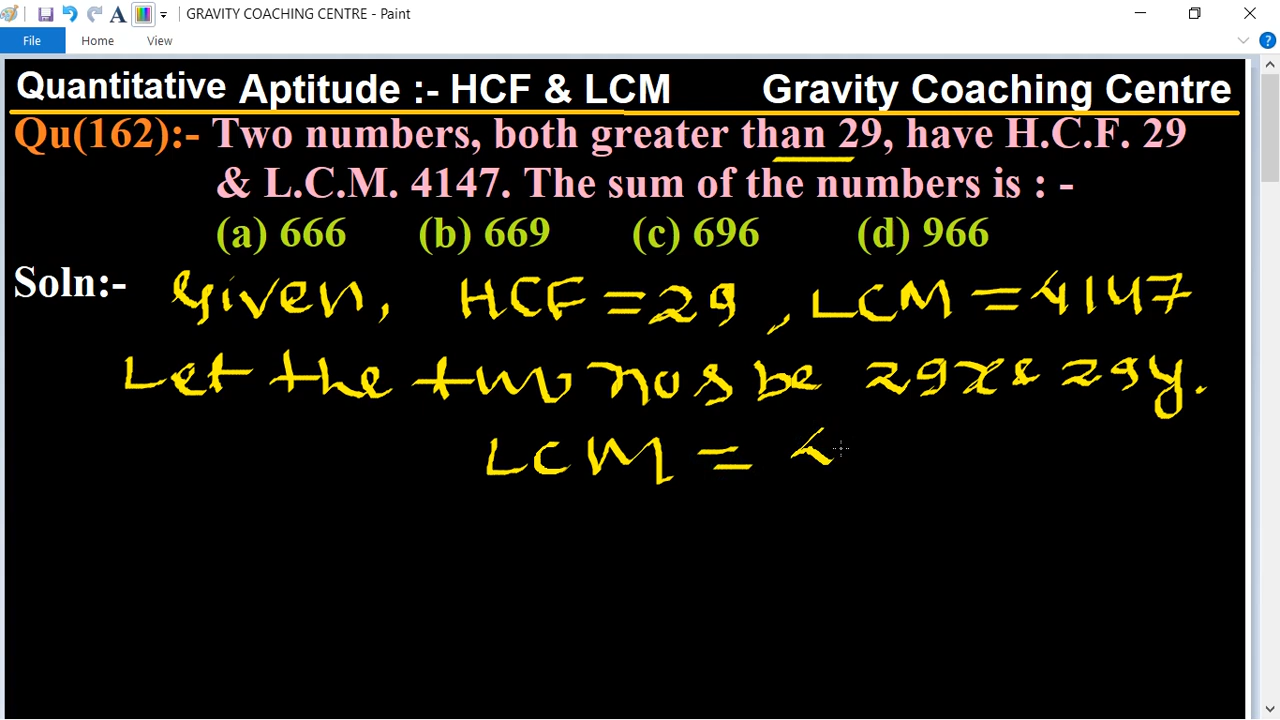 GRAVITY COACHING CENTRE - Paint
File Home View
Quantitative Aptitude :- HCF & LCM Gravity Coaching Centre
Qu(162):- Two numbers, both greater than 29, have H.C.F. 29
& L.C.M. 4147. The sum of the numbers is : -
(a) 666 (b) 669 (c) 696 (d) 966
Soln:- Given, HCF = 29, LCM = 4147
Let the two nos be 29x & 29y.
LCM =